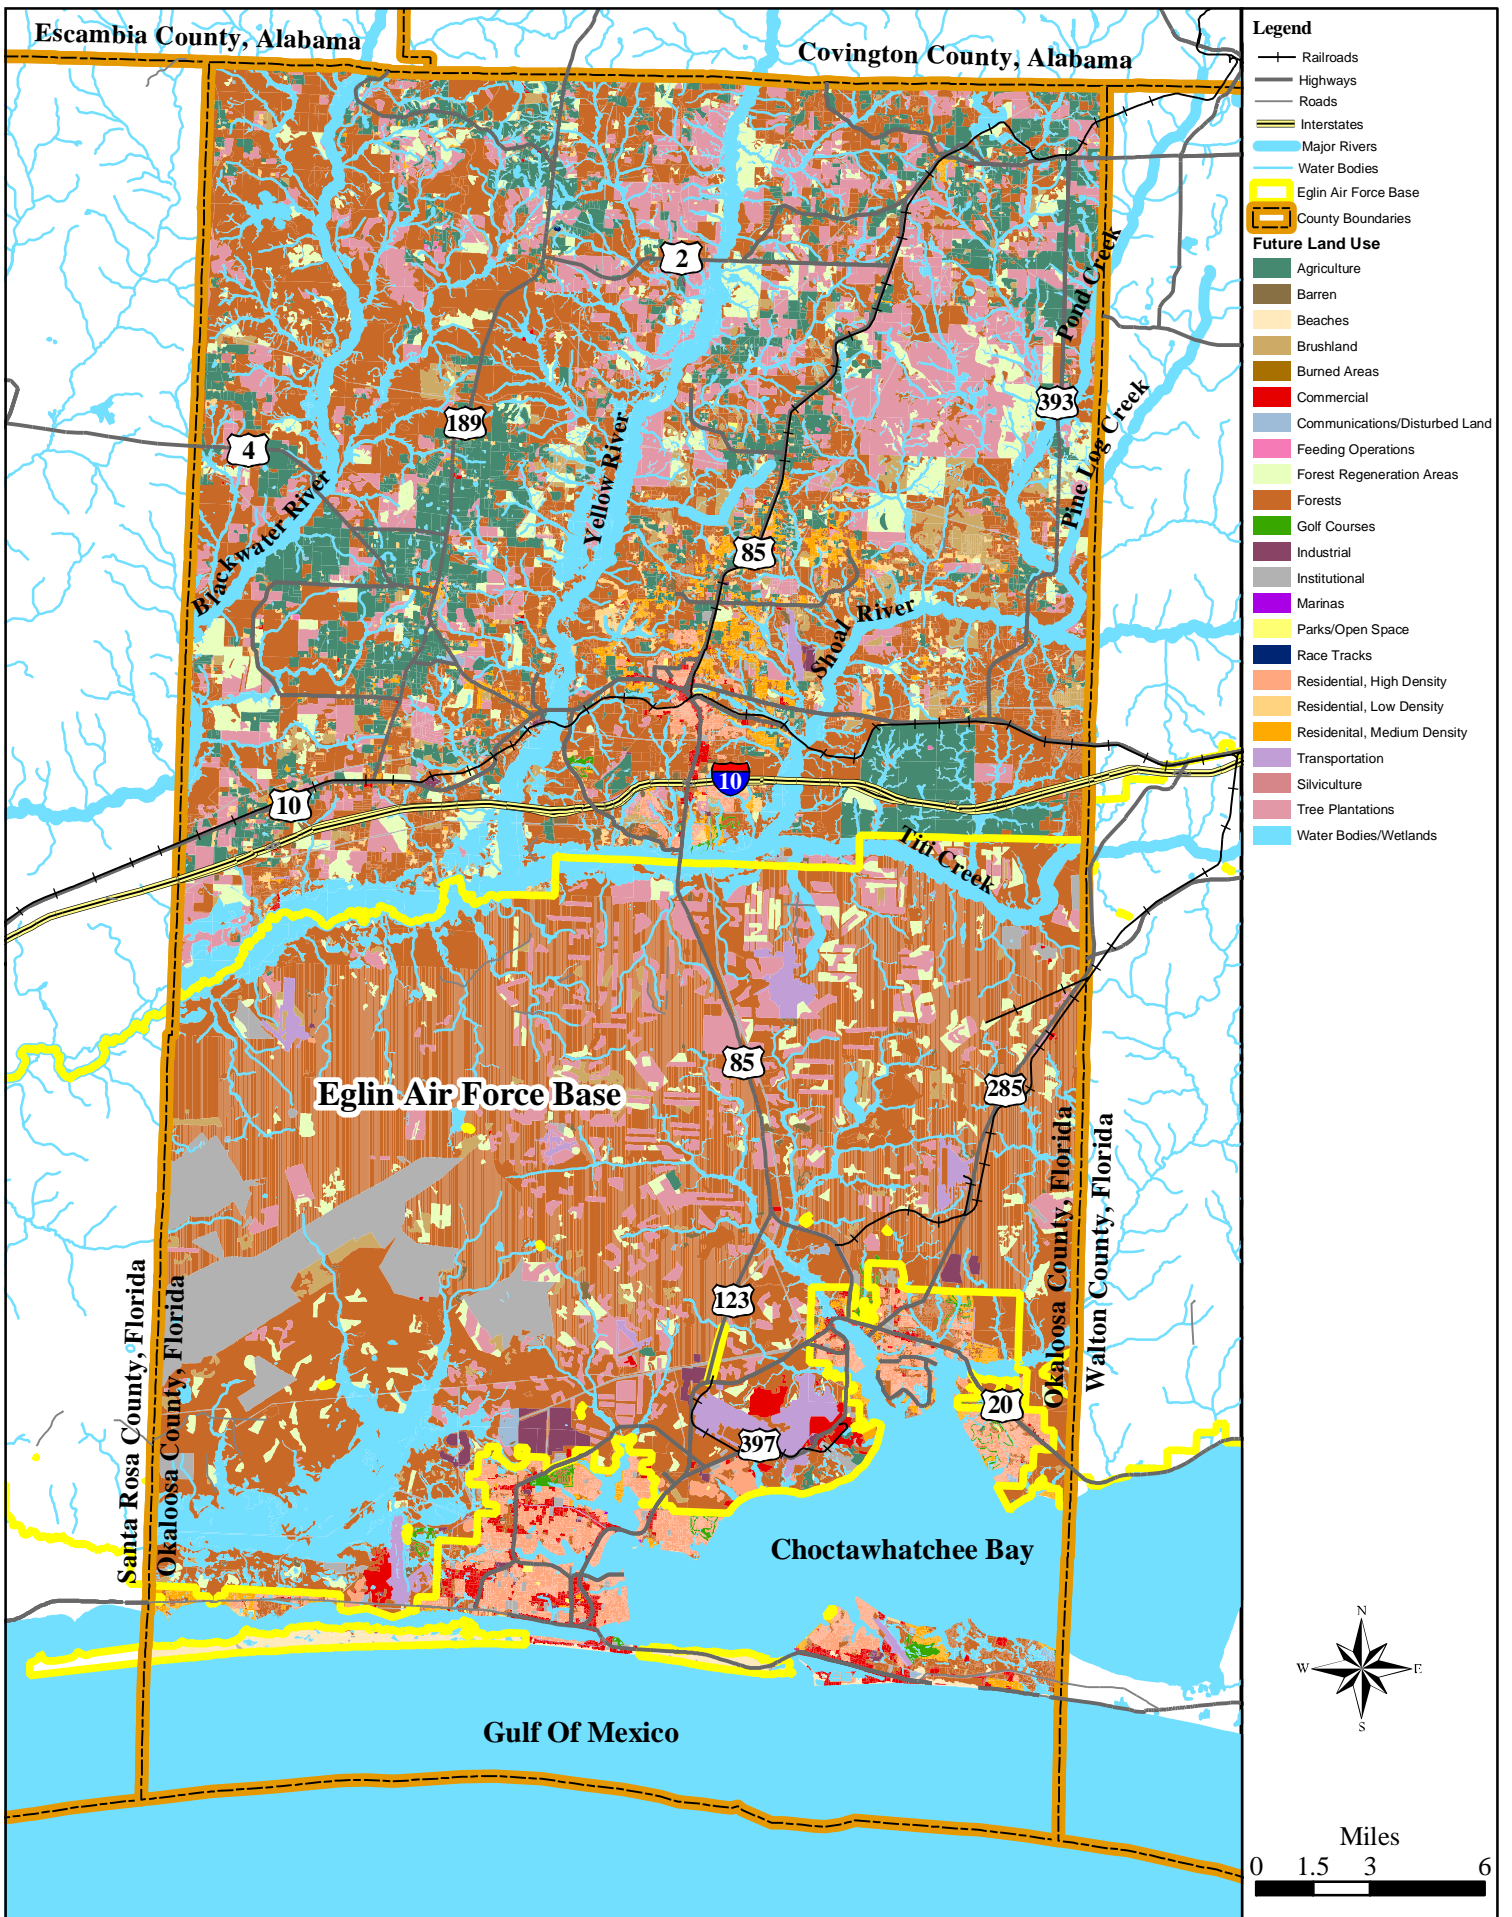 Escambia County, Alabama
Covington County, Alabama
2
Pond Creek
393
189
4
Pine Log Creek
Yellow River
Blackwater River
85
Shoal River
10
10
Titi Creek
85
Eglin Air Force Base
285
Okaloosa County, Florida
Walton County, Florida
123
Santa Rosa County, Florida
Okaloosa County, Florida
20
397
Choctawhatchee Bay
Gulf Of Mexico
Legend
Railroads
Highways
Roads
Interstates
Major Rivers
Water Bodies
Eglin Air Force Base
County Boundaries
Future Land Use
Agriculture
Barren
Beaches
Brushland
Burned Areas
Commercial
Communications/Disturbed Land
Feeding Operations
Forest Regeneration Areas
Forests
Golf Courses
Industrial
Institutional
Marinas
Parks/Open Space
Race Tracks
Residential, High Density
Residential, Low Density
Residenital, Medium Density
Transportation
Silviculture
Tree Plantations
Water Bodies/Wetlands
N
W E
S
Miles
0 1.5 3 6